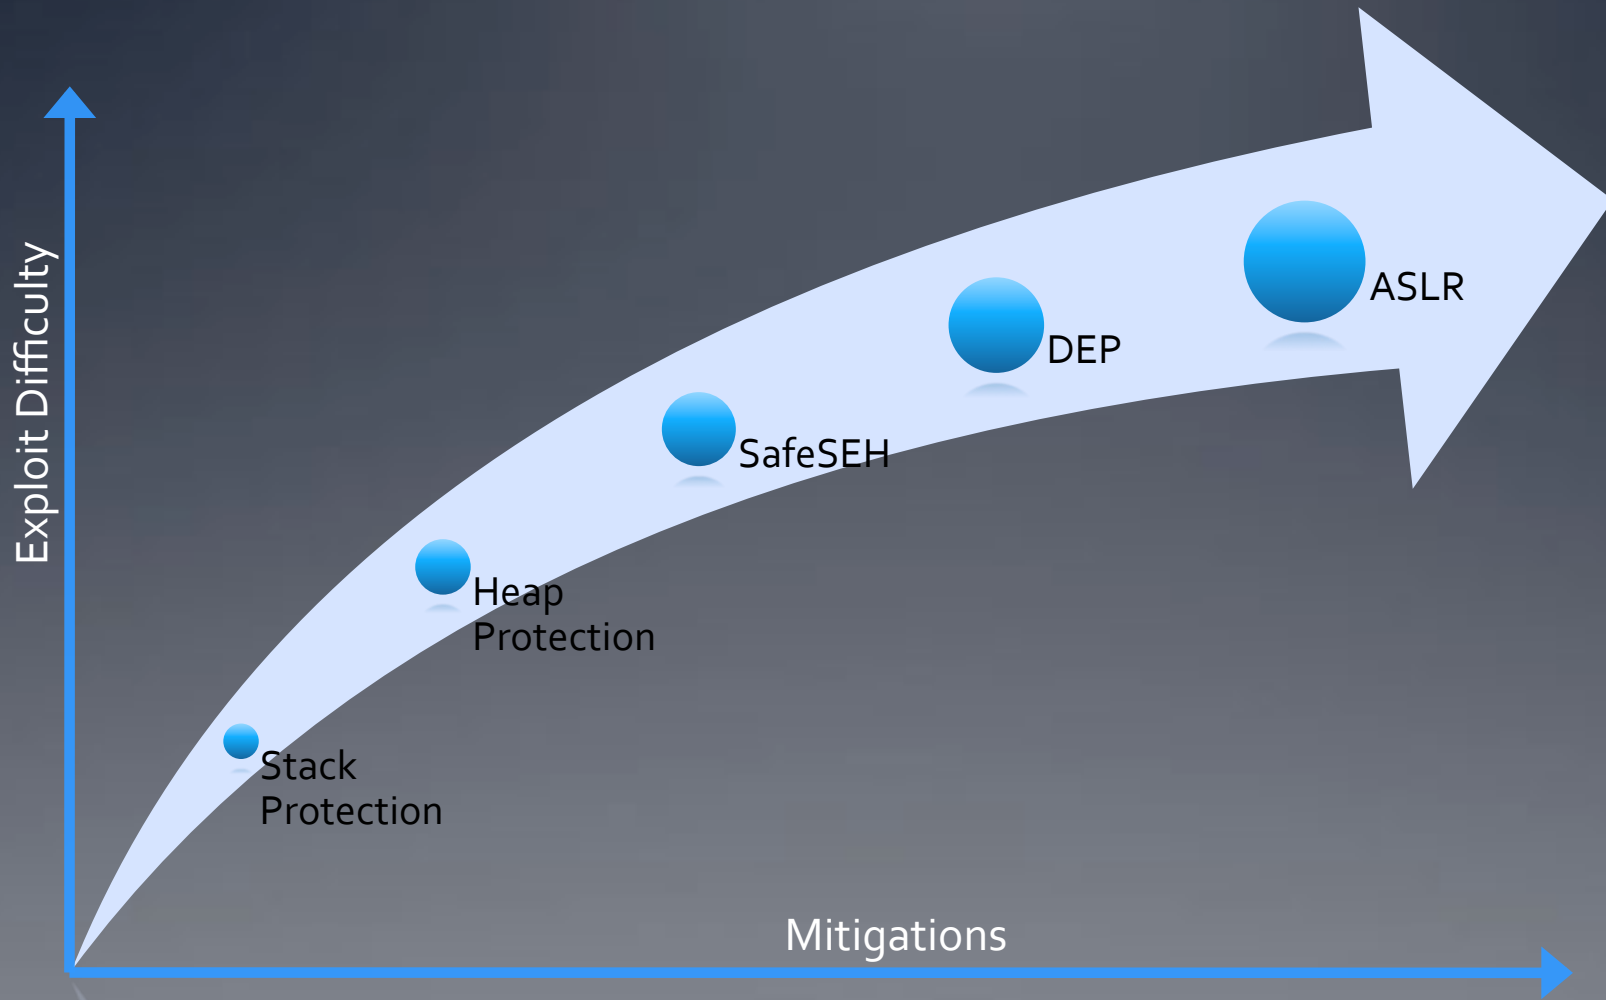 Exploit Difficulty
ASLR
DEP
SafeSEH
Heap
Protection
Stack
Protection
Mitigations